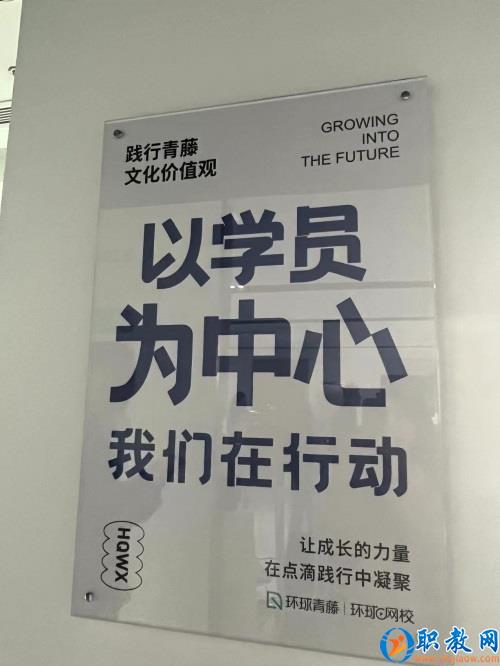 践行青藤
文化价值观
GROWING
INTO
THE FUTURE
以学员
为中心
我们在行动
HQWX
让成长的力量
在点滴践行中凝聚
环球青藤 | 环球网校
职教网